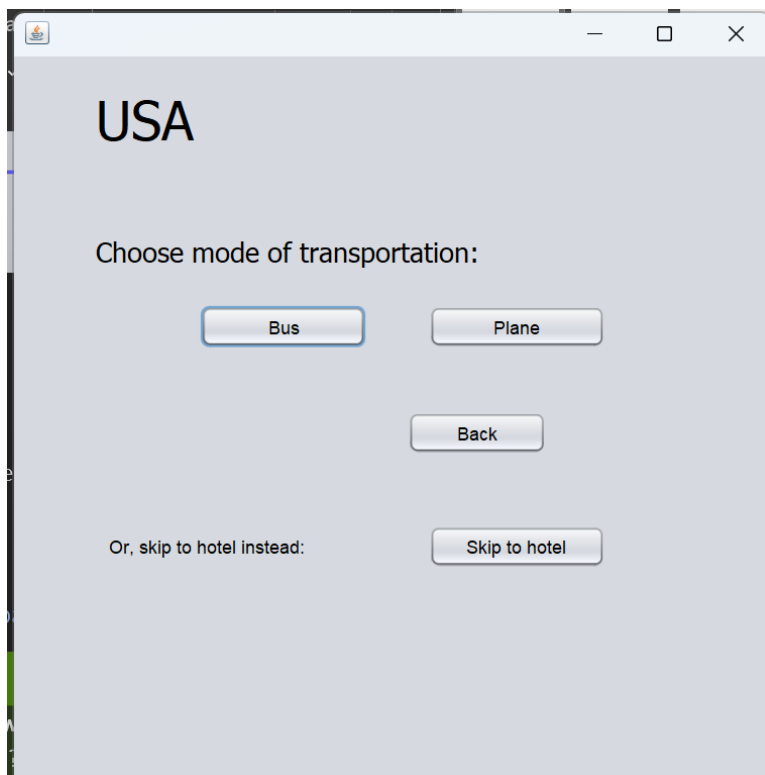 USA
Choose mode of transportation:
Bus Plane
Back
Or, skip to hotel instead: Skip to hotel